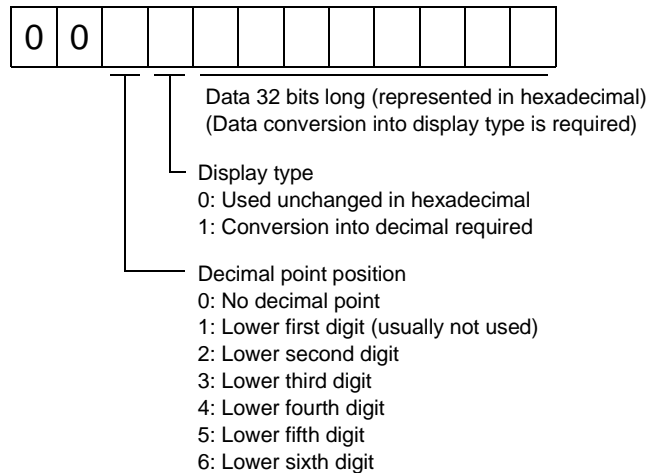 0 0
Data 32 bits long (represented in hexadecimal)
(Data conversion into display type is required)
Display type
0: Used unchanged in hexadecimal
1: Conversion into decimal required
Decimal point position
0: No decimal point
1: Lower first digit (usually not used)
2: Lower second digit
3: Lower third digit
4: Lower fourth digit
5: Lower fifth digit
6: Lower sixth digit